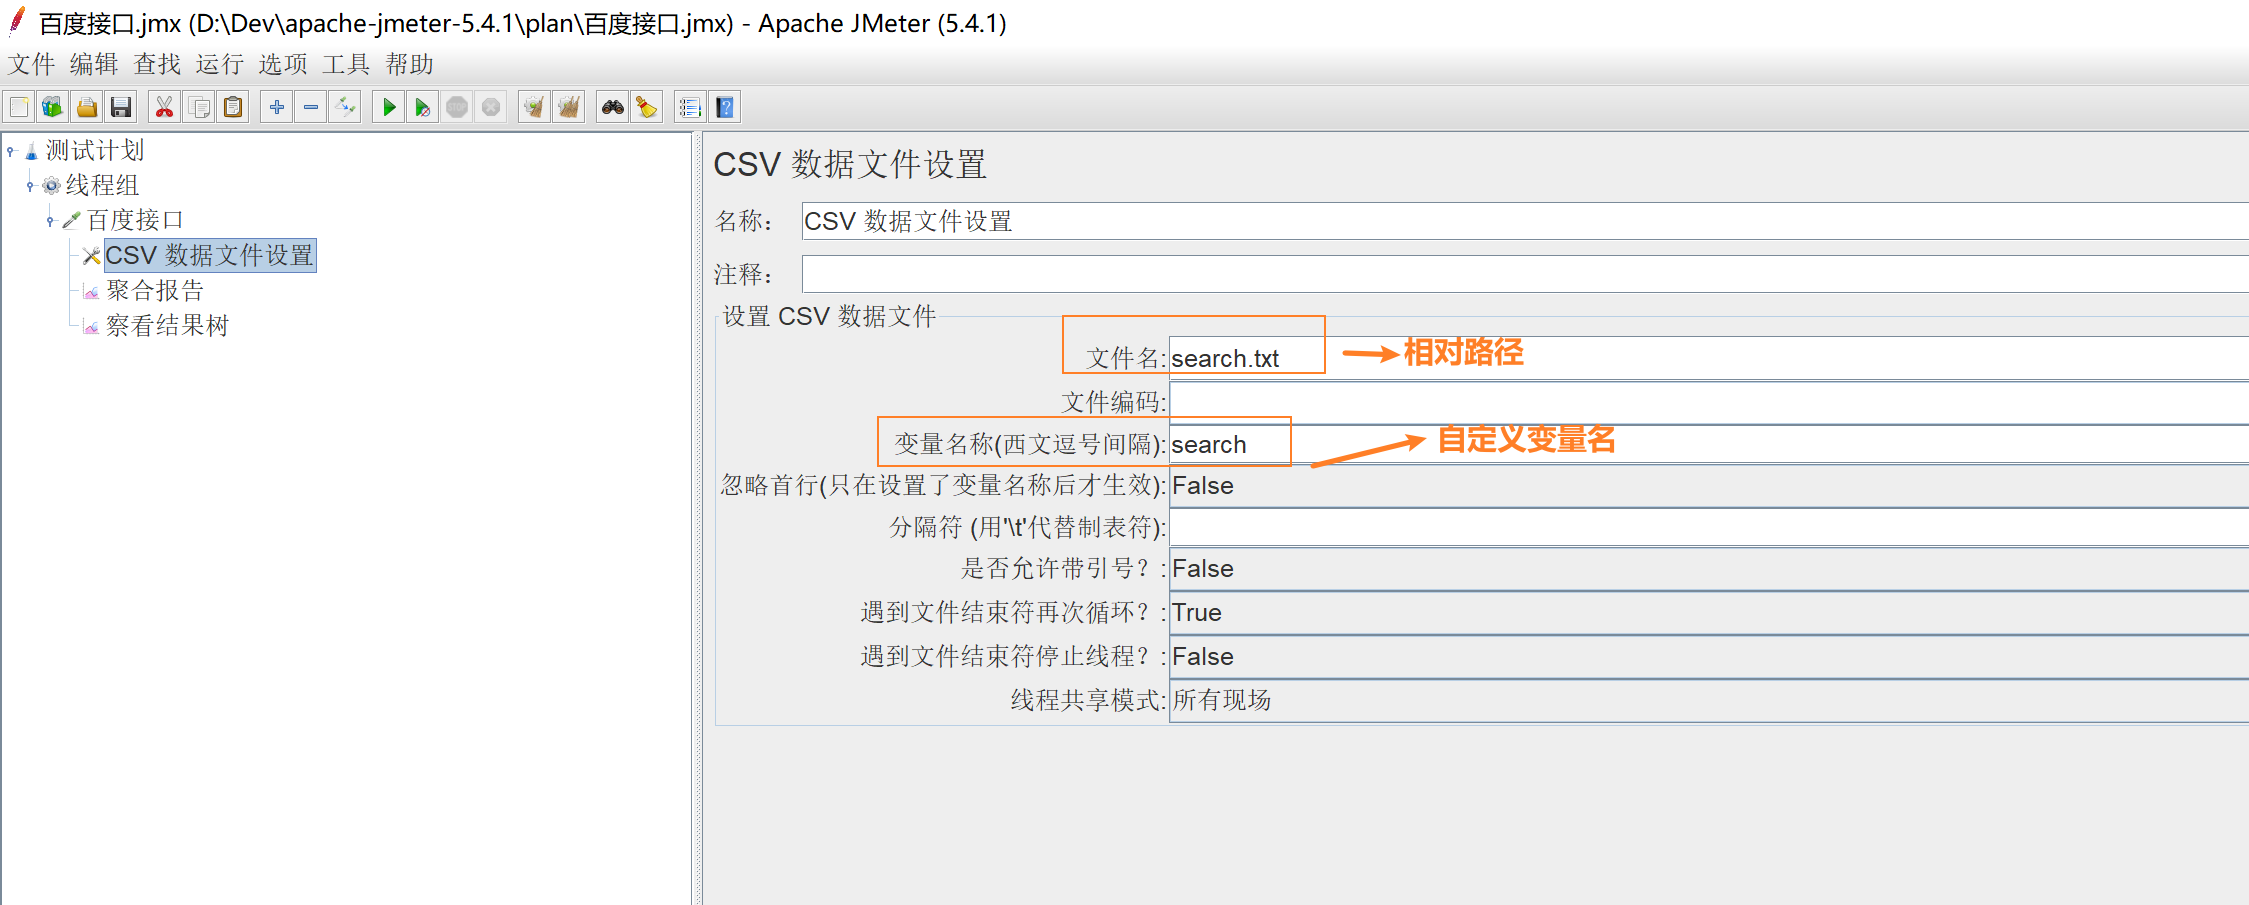 百度接口.jmx (D:\Dev\apache-jmeter-5.4.1\plan\百度接口.jmx) - Apache JMeter (5.4.1)
文件 编辑 查找 运行 选项 工具 帮助
STOP
测试计划
线程组
百度接口
CSV 数据文件设置
聚合报告
察看结果树
CSV 数据文件设置
名称： CSV 数据文件设置
注释：
设置 CSV 数据文件
文件名: search.txt 相对路径
文件编码:
变量名称(西文逗号间隔): search 自定义变量名
忽略首行(只在设置了变量名称后才生效): False
分隔符 (用'\t'代替制表符):
是否允许带引号？: False
遇到文件结束符再次循环？: True
遇到文件结束符停止线程？: False
线程共享模式: 所有现场